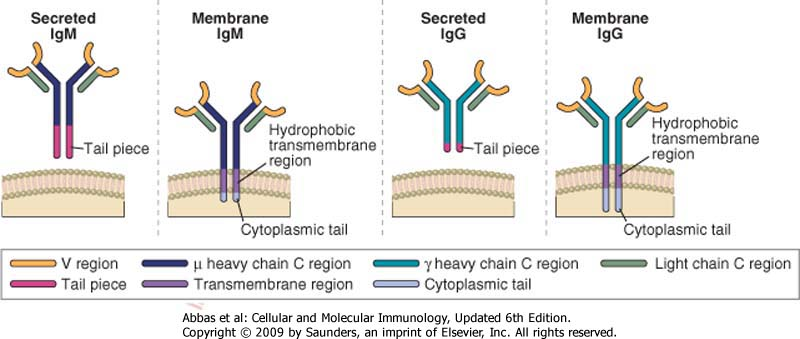 Secreted
IgM
Membrane
IgM
Secreted
IgG
Membrane
IgG
Tail piece
Hydrophobic
transmembrane
region
Cytoplasmic tail
Tail piece
Hydrophobic
transmembrane
region
Cytoplasmic tail
V region
μ heavy chain C region
γ heavy chain C region
Light chain C region
Tail piece
Transmembrane region
Cytoplasmic tail
Abbas et al: Cellular and Molecular Immunology, Updated 6th Edition.
Copyright © 2009 by Saunders, an imprint of Elsevier, Inc. All rights reserved.